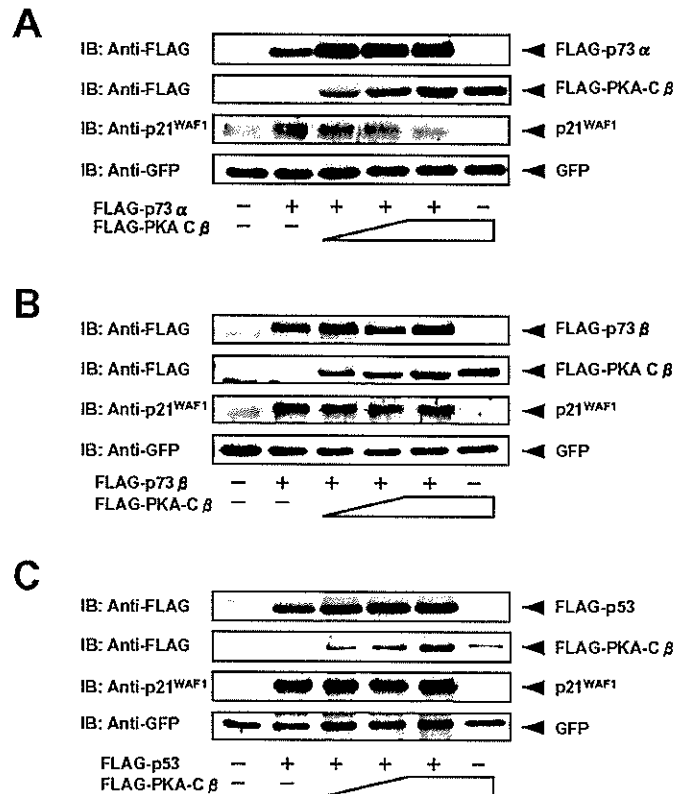 A
IB: Anti-FLAG FLAG-p73 α
IB: Anti-FLAG FLAG-PKA-C β
IB: Anti-p21WAF1 p21WAF1
IB: Anti-GFP GFP
FLAG-p73 α − + + + + −
FLAG-PKA C β − −
B
IB: Anti-FLAG FLAG-p73 β
IB: Anti-FLAG FLAG-PKA C β
IB: Anti-p21WAF1 p21WAF1
IB: Anti-GFP GFP
FLAG-p73 β − + + + + −
FLAG-PKA-C β − −
C
IB: Anti-FLAG FLAG-p53
IB: Anti-FLAG FLAG-PKA-C β
IB: Anti-p21WAF1 p21WAF1
IB: Anti-GFP GFP
FLAG-p53 − + + + + −
FLAG-PKA-C β − −